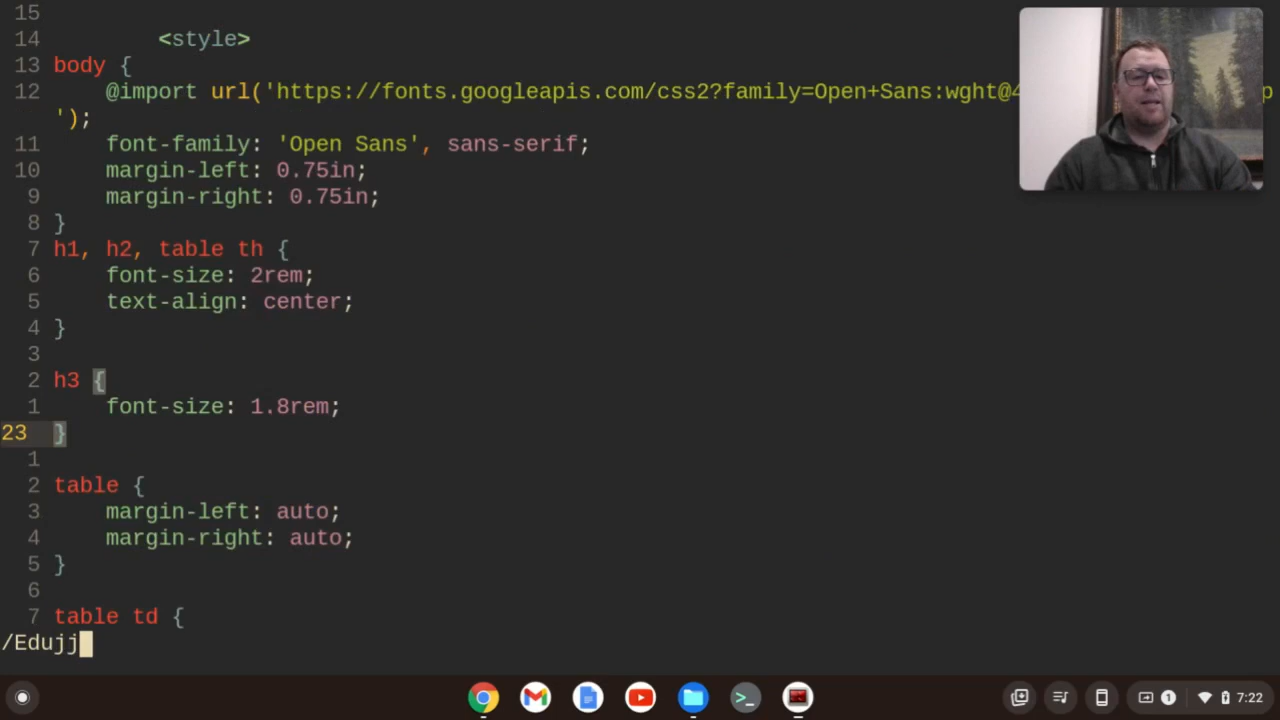 15
14 <style>
13 body {
12 @import url('https://fonts.googleapis.com/css2?family=Open+Sans:wght@4 p
');
11 font-family: 'Open Sans', sans-serif;
10 margin-left: 0.75in;
9 margin-right: 0.75in;
8 }
7 h1, h2, table th {
6 font-size: 2rem;
5 text-align: center;
4 }
3
2 h3 {
1 font-size: 1.8rem;
23 }
1
2 table {
3 margin-left: auto;
4 margin-right: auto;
5 }
6
7 table td {
/Edujj
1 7:22